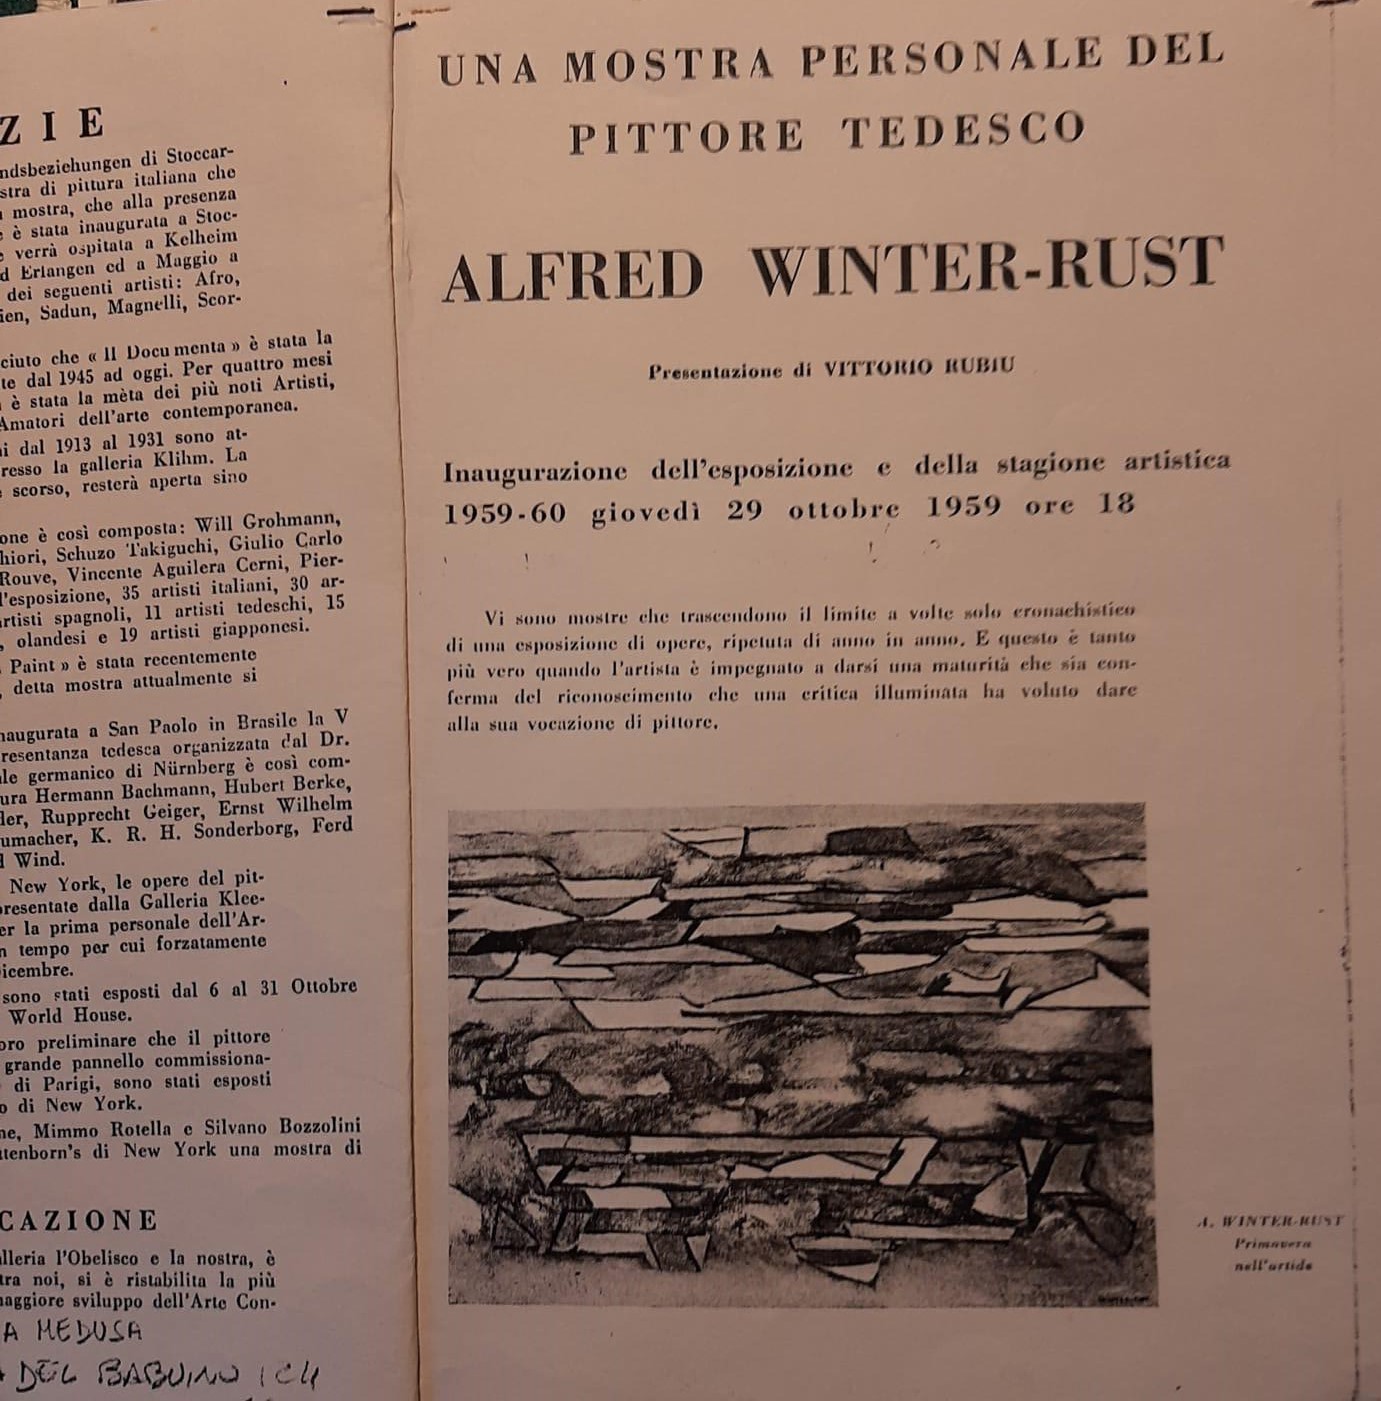 ZIE
ndsbeziehungen di Stoccar-
stra di pittura italiana che
mostra, che alla presenza
è stata inaugurata a Stoc-
verrà ospitata a Kelheim
d Erlangen ed a Maggio a
dei seguenti artisti: Afro,
ien, Sadun, Magnelli, Scor-
ciuto che « II Documenta » è stata la
te dal 1945 ad oggi. Per quattro mesi
è stata la mèta dei più noti Artisti,
Amatori dell'arte contemporanea.
ni dal 1913 al 1931 sono at-
resso la galleria Klihm. La
scorso, resterà aperta sino
one è così composta: Will Grohmann,
hiori, Schuzo Takiguchi, Giulio Carlo
Rouve, Vincente Aguilera Cerni, Pier-
l'esposizione, 35 artisti italiani, 30 ar-
artisti spagnoli, 11 artisti tedeschi, 15
, olandesi e 19 artisti giapponesi.
Paint » è stata recentemente
, detta mostra attualmente si
naugurata a San Paolo in Brasile la V
resentanza tedesca organizzata dal Dr.
ale germanico di Nürnberg è così com-
ura Hermann Bachmann, Hubert Berke,
ler, Rupprecht Geiger, Ernst Wilhelm
umacher, K. R. H. Sonderborg, Ferd
d Wind.
New York, le opere del pit-
presentate dalla Galleria Klee-
er la prima personale dell'Ar-
n tempo per cui forzatamente
Dicembre.
sono stati esposti dal 6 al 31 Ottobre
World House.
oro preliminare che il pittore
grande pannello commissiona-
di Parigi, sono stati esposti
o di New York.
ne, Mimmo Rotella e Silvano Bozzolini
ttenborn's di New York una mostra di
CAZIONE
alleria l'Obelisco e la nostra, è
tra noi, si è ristabilita la più
maggiore sviluppo dell'Arte Con-
A MEDUSA
DEL BABUINO 124
UNA MOSTRA PERSONALE DEL
PITTORE TEDESCO
ALFRED WINTER-RUST
Presentazione di VITTORIO RUBIU
Inaugurazione dell'esposizione e della stagione artistica
1959-60 giovedì 29 ottobre 1959 ore 18
Vi sono mostre che trascendono il limite a volte solo cronachistico
di una esposizione di opere, ripetuta di anno in anno. E questo è tanto
più vero quando l'artista è impegnato a darsi una maturità che sia con-
ferma del riconoscimento che una critica illuminata ha voluto dare
alla sua vocazione di pittore.
A. WINTER-RUST
Primavera
nell'artide